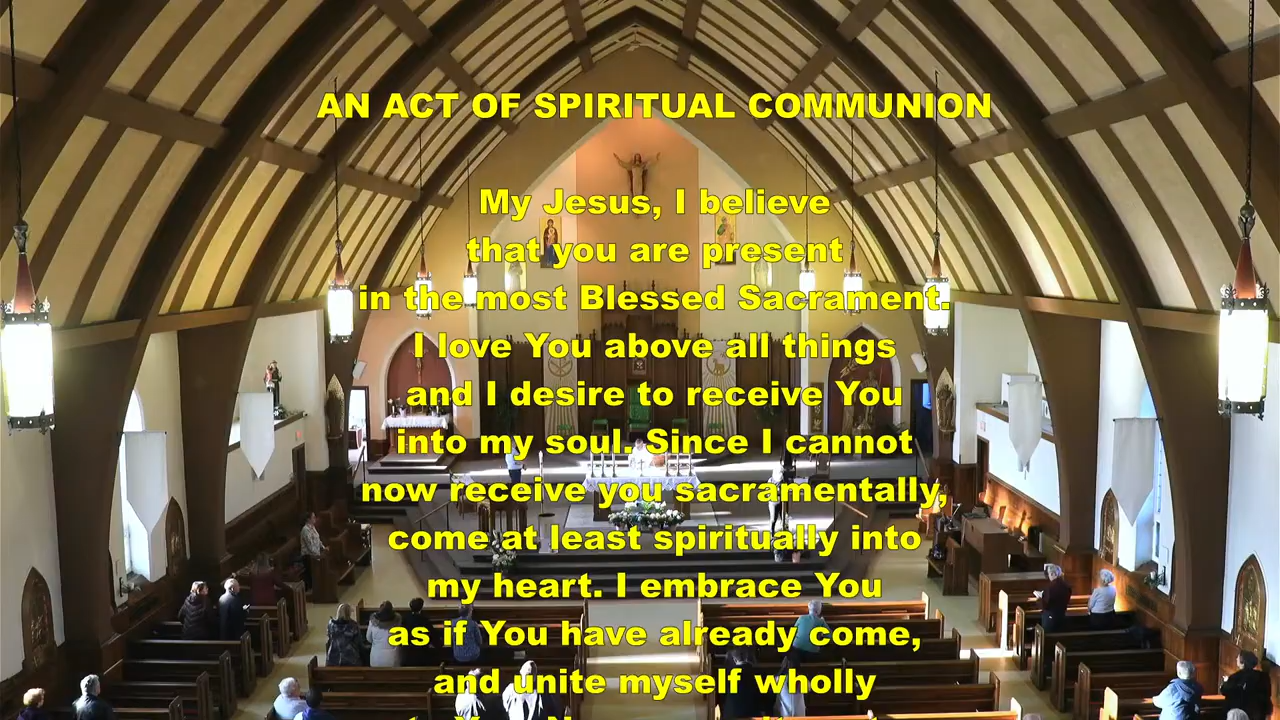 AN ACT OF SPIRITUAL COMMUNION
My Jesus, I believe
that you are present
in the most Blessed Sacrament.
I love You above all things
and I desire to receive You
into my soul. Since I cannot
now receive you sacramentally,
come at least spiritually into
my heart. I embrace You
as if You have already come,
and unite myself wholly